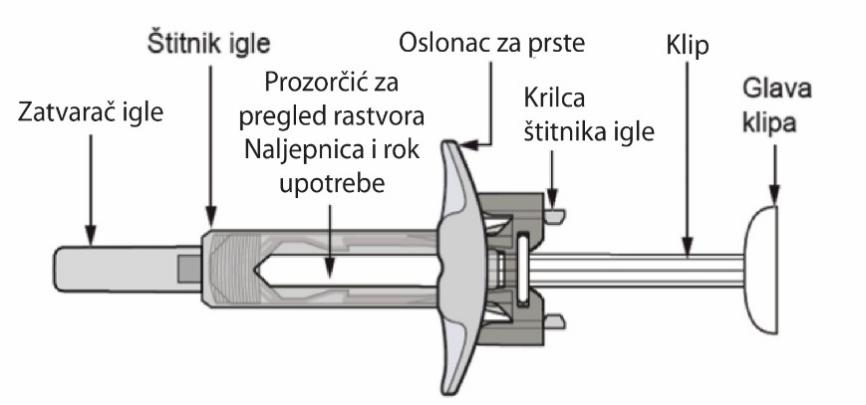 Štitnik igle
Oslonac za prste
Klip
Prozorčić za
pregled rastvora
Naljepnica i rok
upotrebe
Zatvarač igle
Krilca
štitnika igle
Glava
klipa